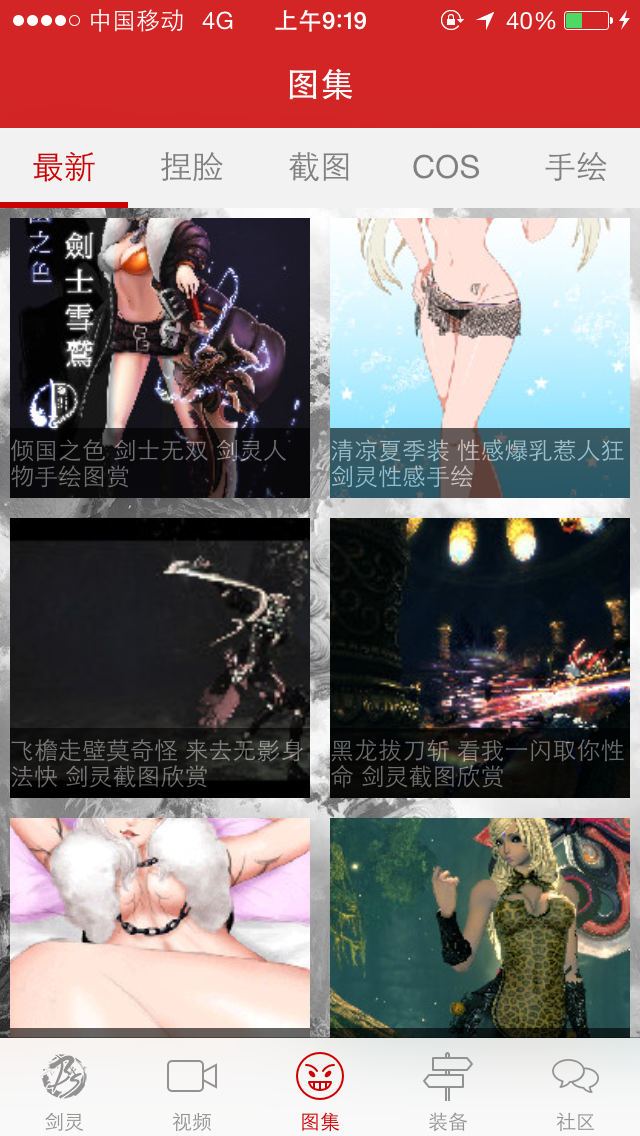 中国移动 4G 上午9:19 40%
图集
最新 捏脸 截图 COS 手绘
之色
劍士雪鷲
倾国之色 剑士无双 剑灵人
物手绘图赏
清凉夏季装 性感爆乳惹人狂
剑灵性感手绘
飞檐走壁莫奇怪 来去无影身
法快 剑灵截图欣赏
黑龙拔刀斩 看我一闪取你性
命 剑灵截图欣赏
剑灵 视频 图集 装备 社区